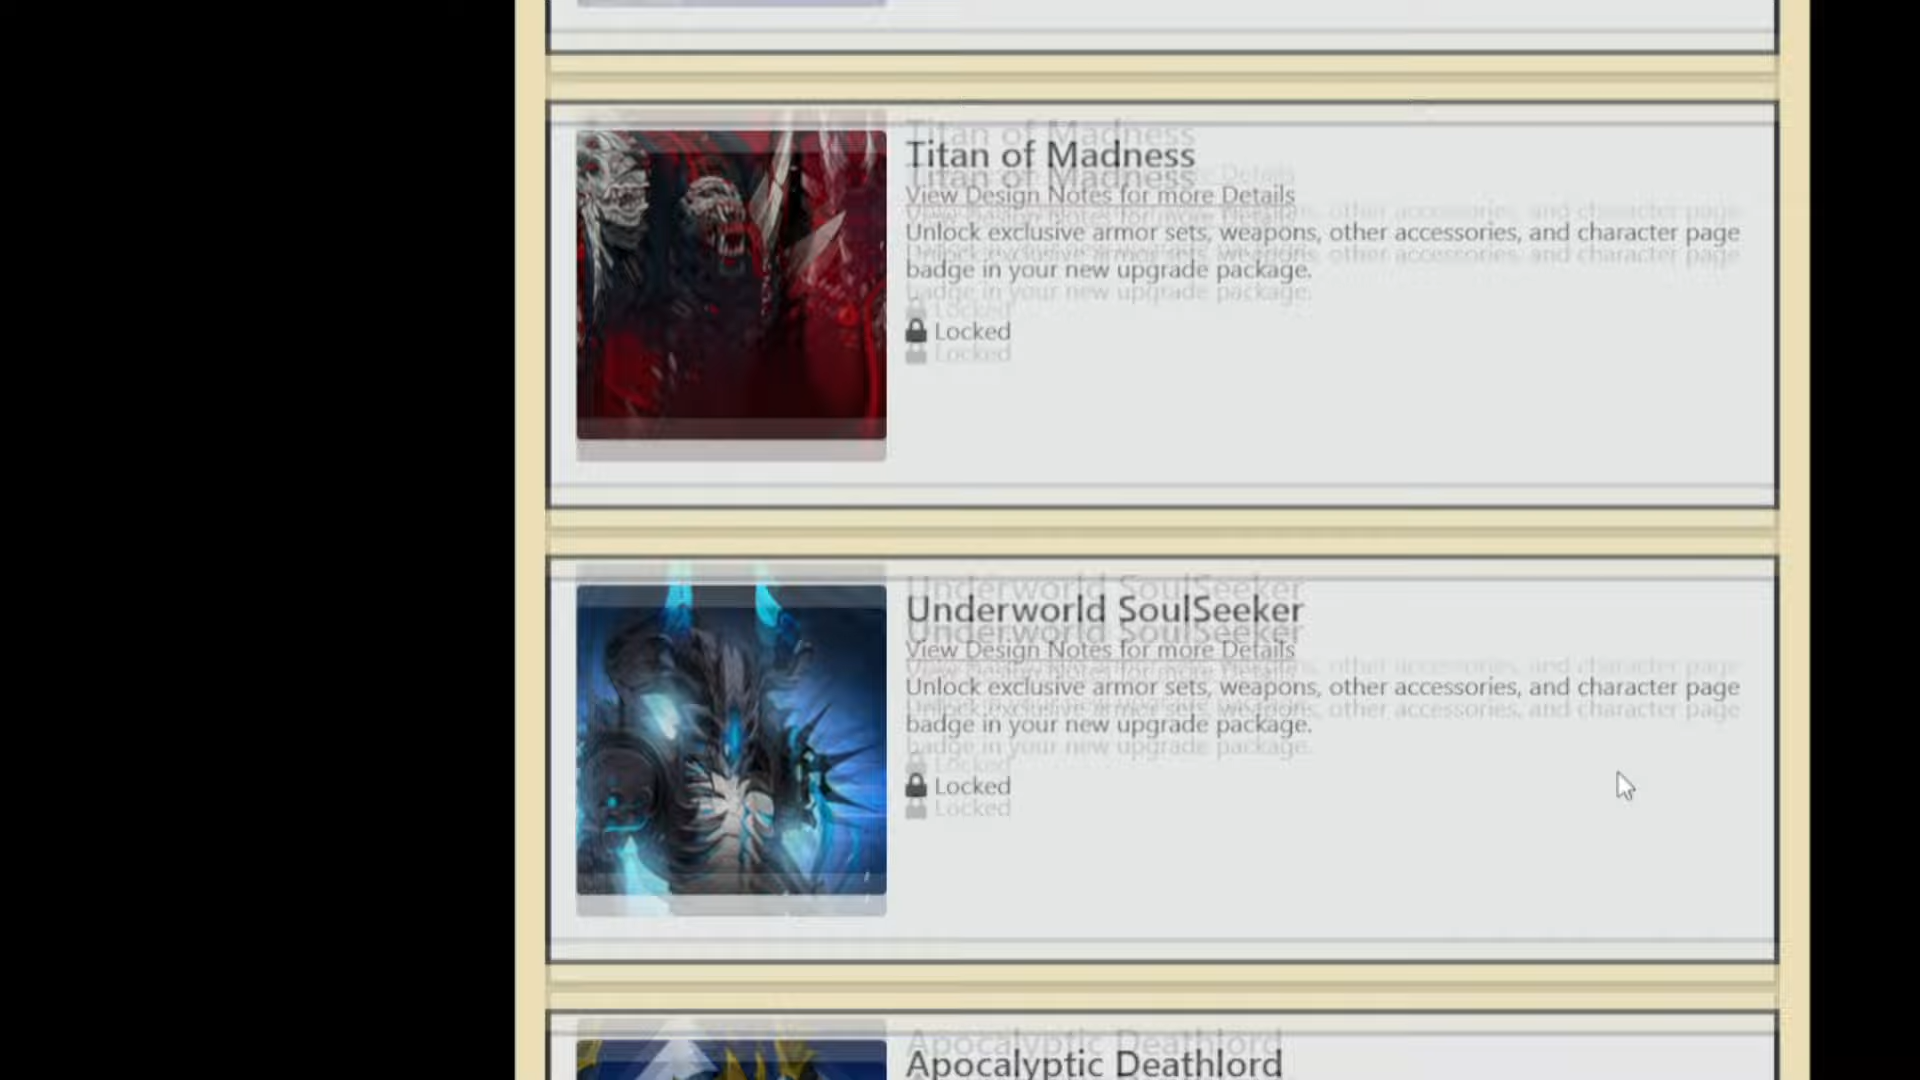 Titan of Madness
View Design Notes for more Details
Unlock exclusive armor sets, weapons, other accessories, and character page
badge in your new upgrade package.
Locked
Underworld SoulSeeker
View Design Notes for more Details
Unlock exclusive armor sets, weapons, other accessories, and character page
badge in your new upgrade package.
Locked
Apocalyptic Deathlord